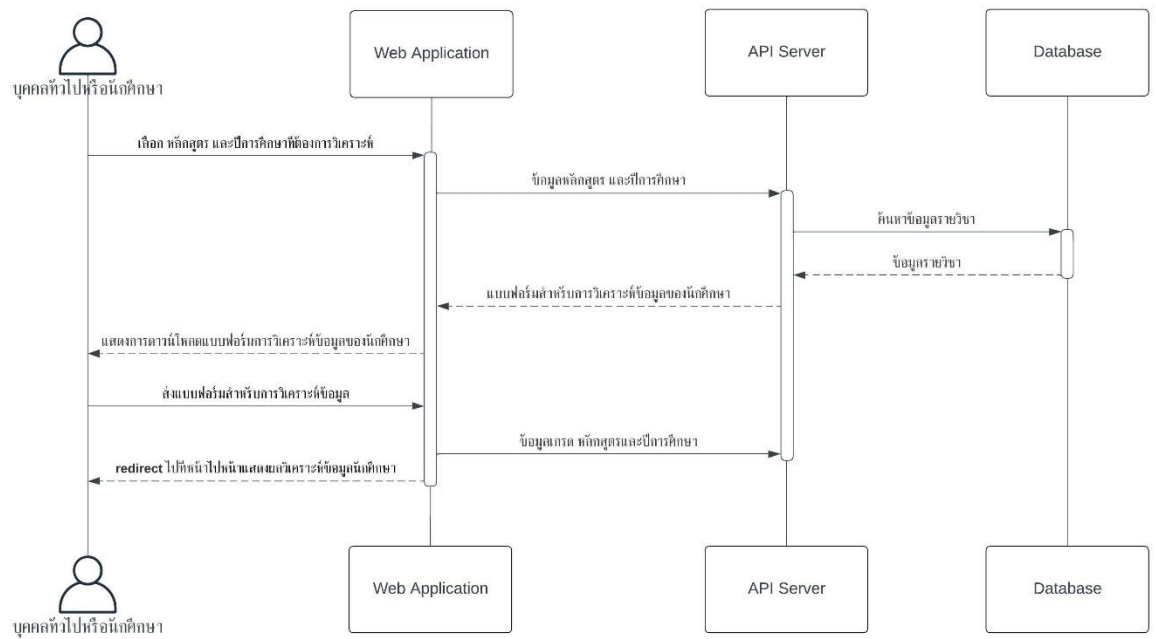 Web Application
API Server
Database
บุคคลทั่วไปหรือนักศึกษา
เลือก หลักสูตร และปีการศึกษาที่ต้องการวิเคราะห์
ข้อมูลหลักสูตร และปีการศึกษา
ค้นหาข้อมูลรายวิชา
ข้อมูลรายวิชา
แบบฟอร์มสำหรับการวิเคราะห์ข้อมูลของนักศึกษา
แสดงการดาวน์โหลดแบบฟอร์มการวิเคราะห์ข้อมูลของนักศึกษา
ส่งแบบฟอร์มสำหรับการวิเคราะห์ข้อมูล
ข้อมูลเกรด หลักสูตรและปีการศึกษา
redirect ไปที่หน้าไปหน้าแสดงผลวิเคราะห์ข้อมูลนักศึกษา
Web Application
API Server
Database
บุคคลทั่วไปหรือนักศึกษา